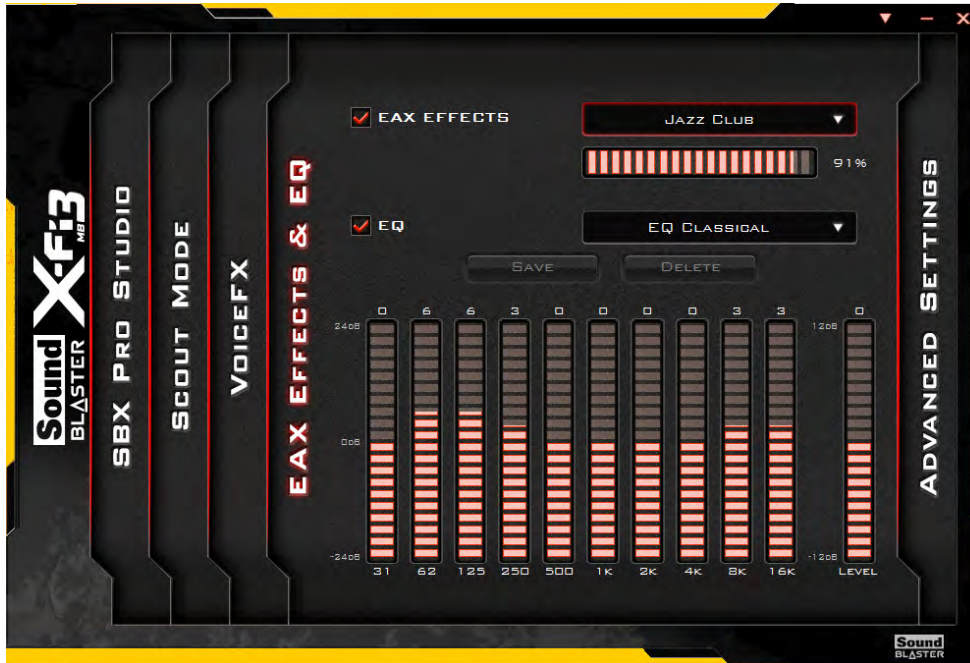 Sound BLASTER X-Fi3 MB
SBX PRO STUDIO
SCOUT MODE
VOICEFX
EAX EFFECTS & EQ
EAX EFFECTS
JAZZ CLUB
91%
EQ
EQ CLASSICAL
SAVE DELETE
0 6 6 3 0 0 0 0 3 3 0
24dB 12dB
0dB
-24dB -12dB
31 62 125 250 500 1K 2K 4K 8K 16K LEVEL
ADVANCED SETTINGS
Sound
BLASTER